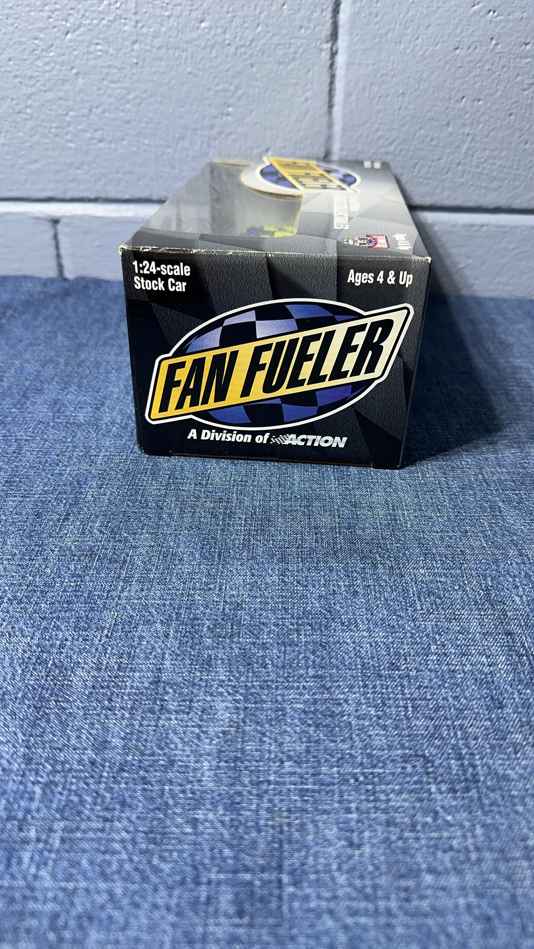 1:24-scale
Stock Car
Ages 4 & Up
FAN FUELER
A Division of ACTION